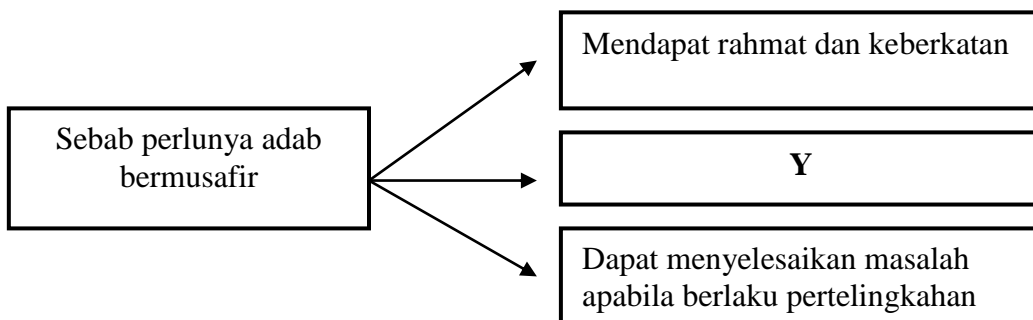 Sebab perlunya adab
bermusafir
Mendapat rahmat dan keberkatan
Y
Dapat menyelesaikan masalah
apabila berlaku pertelingkahan